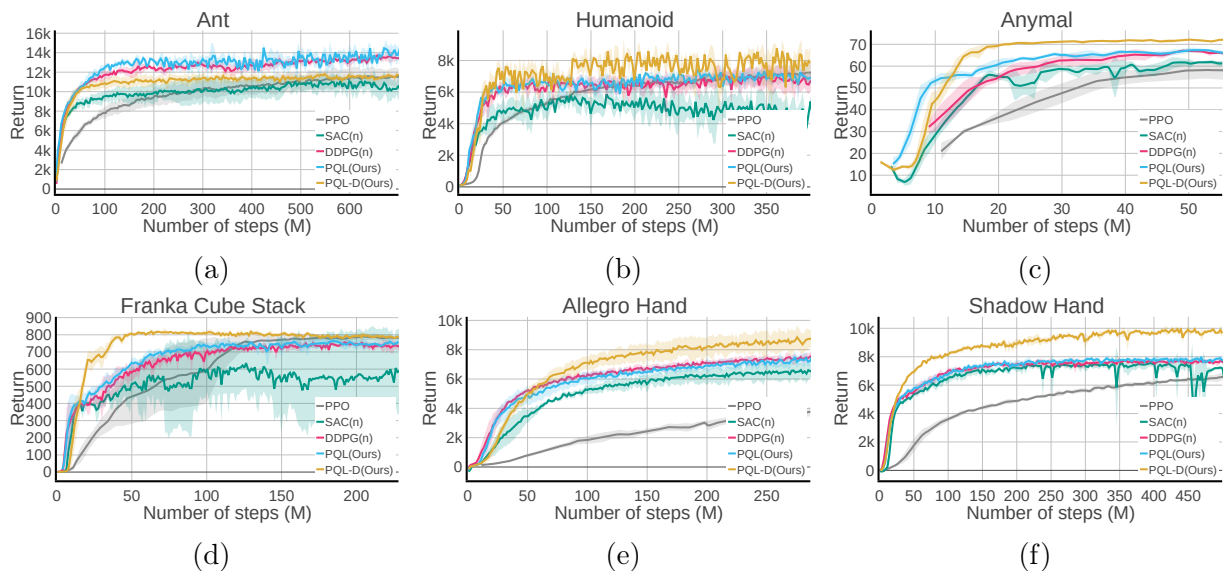 Ant
Return
16k
14k
12k
10k
8k
6k
4k
2k
0
0
100
200
300
400
500
600
Number of steps (M)
PPO
SAC(n)
DDPG(n)
PQL(Ours)
PQL-D(Ours)
(a)
Humanoid
Return
8k
6k
4k
2k
0
0
50
100
150
200
250
300
350
Number of steps (M)
PPO
SAC(n)
DDPG(n)
PQL(Ours)
PQL-D(Ours)
(b)
Anymal
Return
70
60
50
40
30
20
10
0
10
20
30
40
50
Number of steps (M)
PPO
SAC(n)
DDPG(n)
PQL(Ours)
PQL-D(Ours)
(c)
Franka Cube Stack
Return
900
800
700
600
500
400
300
200
100
0
0
50
100
150
200
Number of steps (M)
PPO
SAC(n)
DDPG(n)
PQL(Ours)
PQL-D(Ours)
(d)
Allegro Hand
Return
10k
8k
6k
4k
2k
0
0
50
100
150
200
250
Number of steps (M)
PPO
SAC(n)
DDPG(n)
PQL(Ours)
PQL-D(Ours)
(e)
Shadow Hand
Return
10k
8k
6k
4k
2k
0
0
50
100
150
200
250
300
350
400
450
Number of steps (M)
PPO
SAC(n)
DDPG(n)
PQL(Ours)
PQL-D(Ours)
(f)